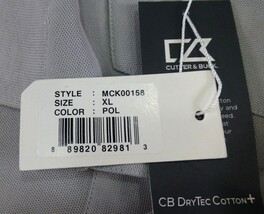 CUTTER & BUCK
STYLE : MCK00158
SIZE : XL
COLOR : POL
8 89820 82981 3
CB DRYTEC COTTON+